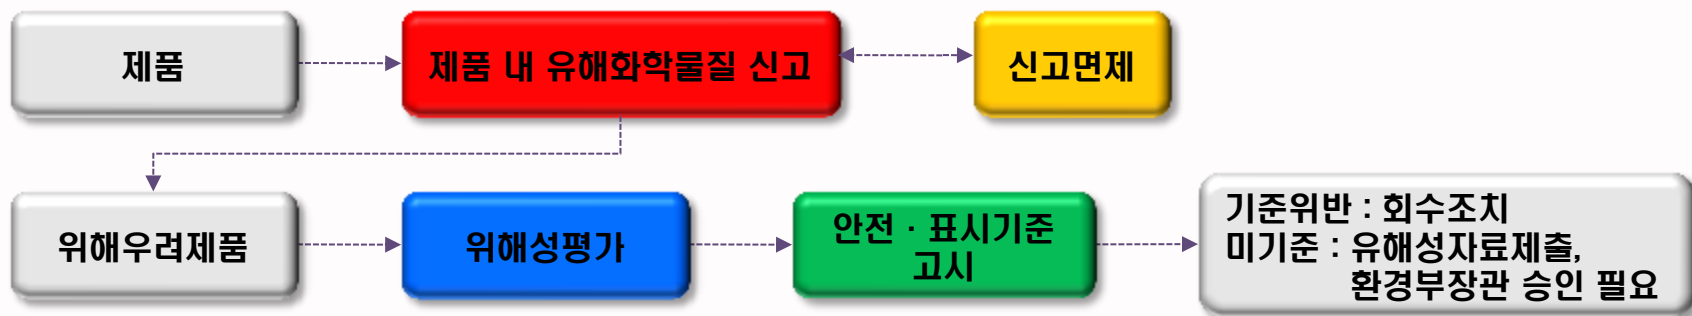 제품
제품 내 유해화학물질 신고
신고면제
위해우려제품
위해성평가
안전 · 표시기준
고시
기준위반 : 회수조치
미기준 : 유해성자료제출,
환경부장관 승인 필요